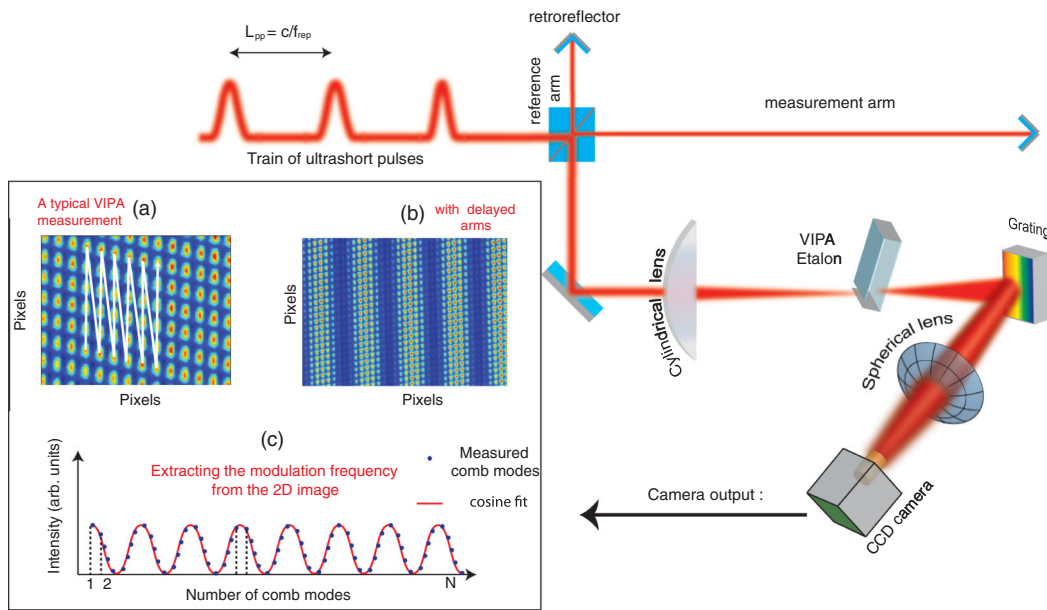 retroreflector
L_pp = c/f_rep
reference
arm
measurement arm
Train of ultrashort pulses
A typical VIPA
measurement
(a)
(b)
with delayed
arms
Pixels
Pixels
Pixels
Pixels
(c)
Extracting the modulation frequency
from the 2D image
Measured
comb modes
cosine fit
Intensity (arb. units)
1 2
N
Number of comb modes
Cylindrical lens
VIPA
Etalon
Grating
Spherical lens
Camera output :
CCD camera